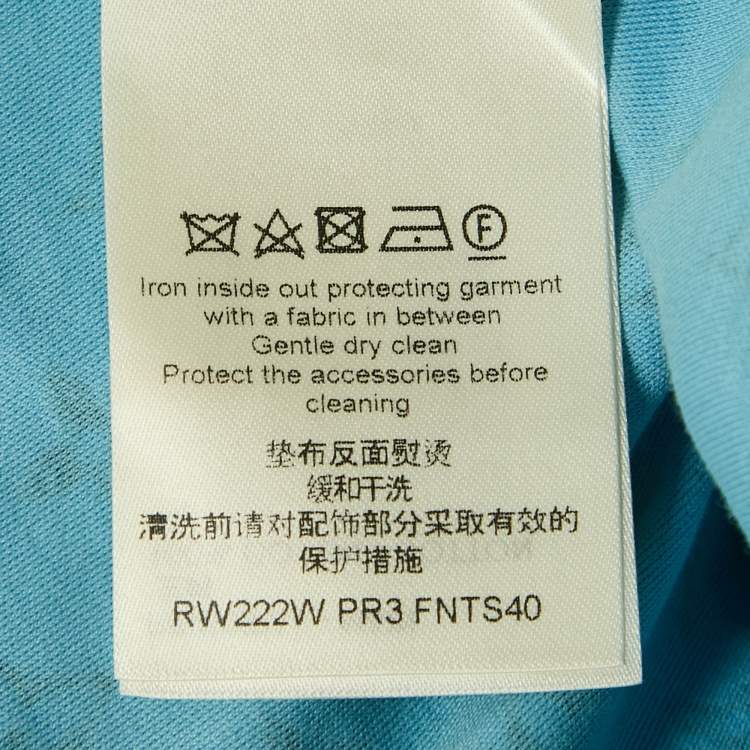 F
Iron inside out protecting garment
with a fabric in between
Gentle dry clean
Protect the accessories before
cleaning
垫布反面熨烫
缓和干洗
清洗前请对配饰部分采取有效的
保护措施
RW222W PR3 FNTS40